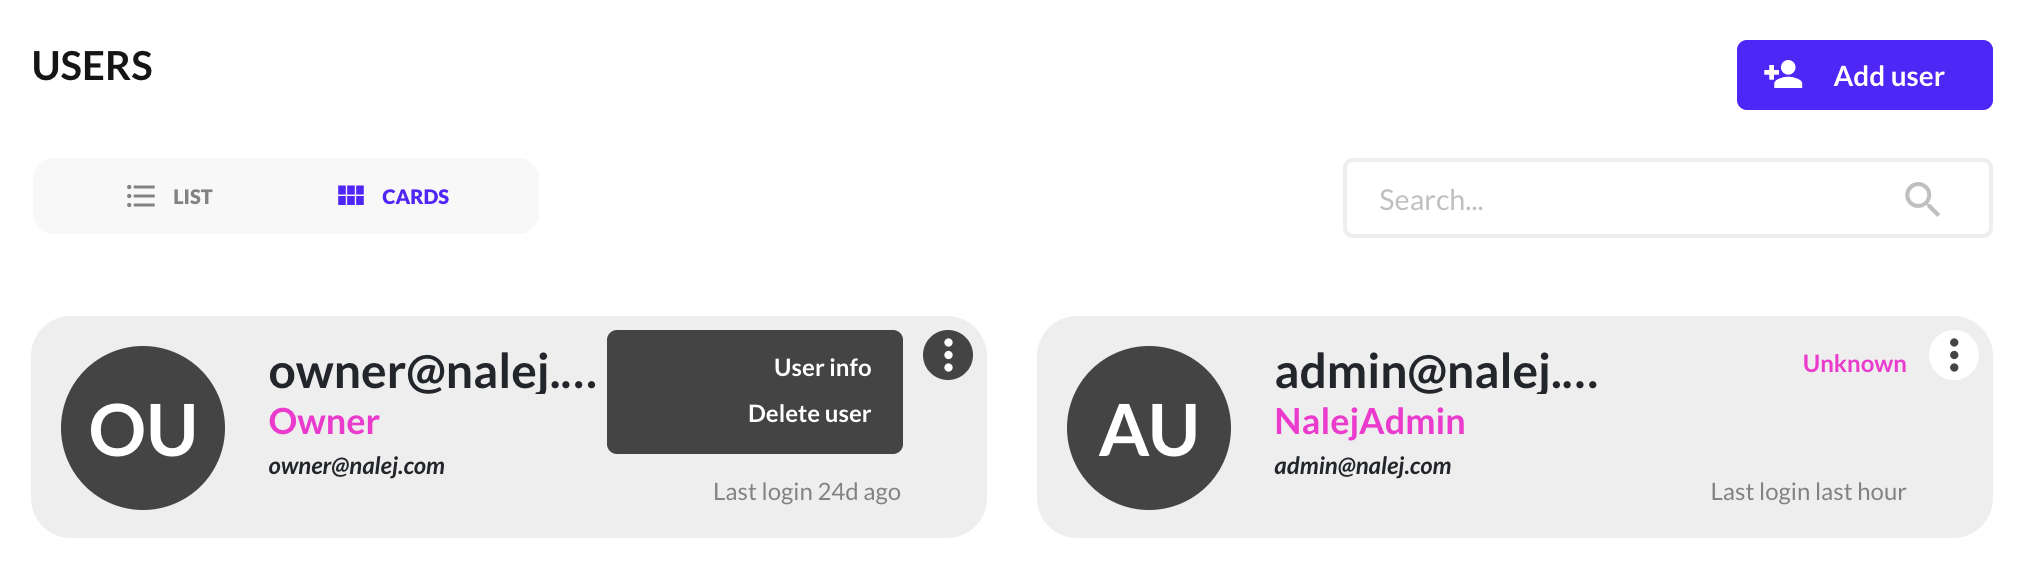 USERS
Add user
LIST
CARDS
Search...
OU
owner@nalej....
Owner
owner@nalej.com
User info
Delete user
Last login 24d ago
AU
admin@nalej....
NalejAdmin
admin@nalej.com
Unknown
Last login last hour